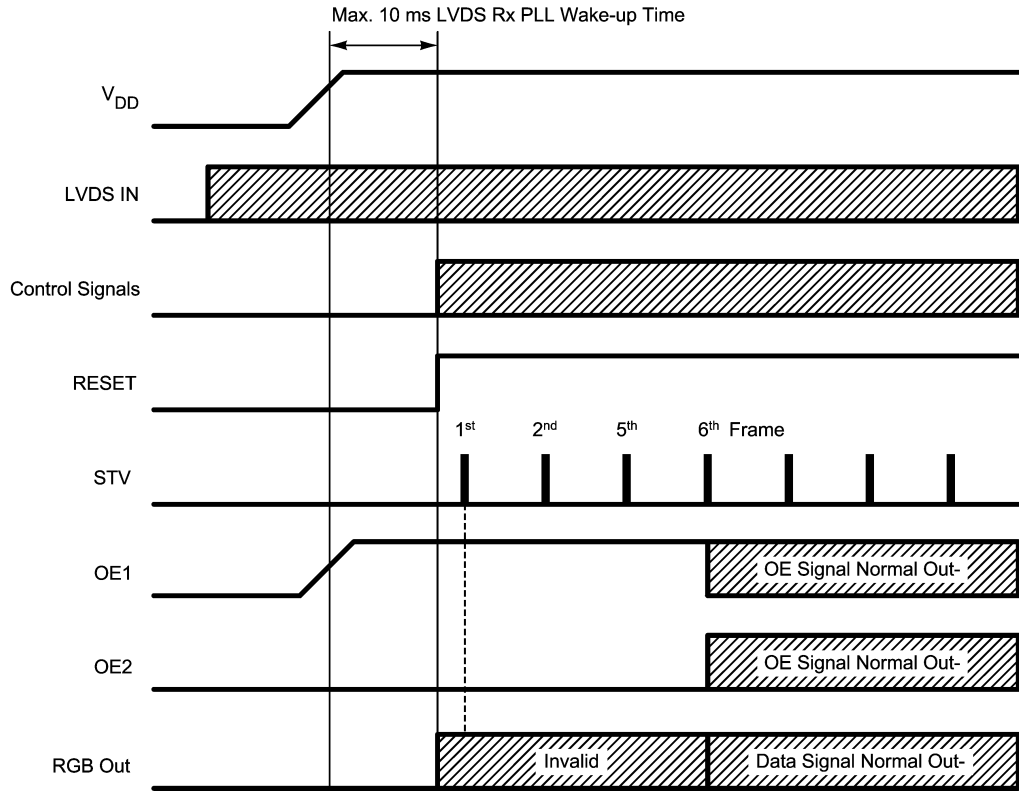 Max. 10 ms LVDS Rx PLL Wake-up Time
VDD
LVDS IN
Control Signals
RESET
1st 2nd 5th 6th Frame
STV
OE1 OE Signal Normal Out-
OE2 OE Signal Normal Out-
RGB Out Invalid Data Signal Normal Out-